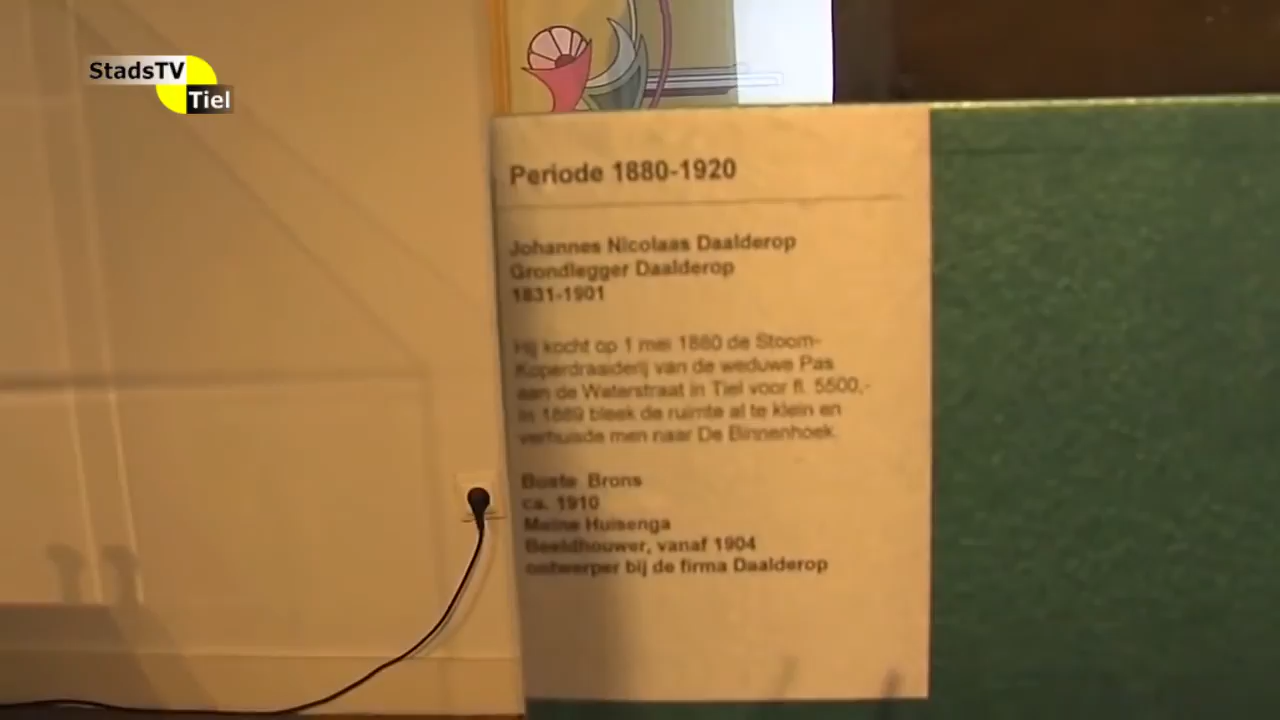 StadsTV
Tiel
Periode 1880-1920
Johannes Nicolaas Daalderop
Grondlegger Daalderop
1831-1901
Hij kocht op 1 mei 1880 de Stoom-
Koperdraaiderij van de weduwe Pas
aan de Waterstraat in Tiel voor fl. 5500,-
In 1889 bleek de ruimte al te klein en
verhuisde men naar De Binnenhoek.
Buste Brons
ca. 1910
Meine Huisenga
Beeldhouwer, vanaf 1904
ontwerper bij de firma Daalderop